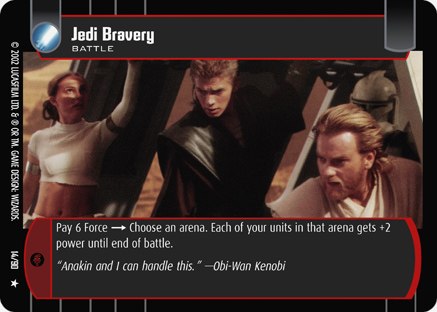 Jedi Bravery
BATTLE
Pay 6 Force → Choose an arena. Each of your units in that arena gets +2
power until end of battle.
“Anakin and I can handle this.” —Obi-Wan Kenobi
© 2002 LUCASFILM LTD. & ® OR TM. GAME DESIGN: WIZARDS.
14/90 ★